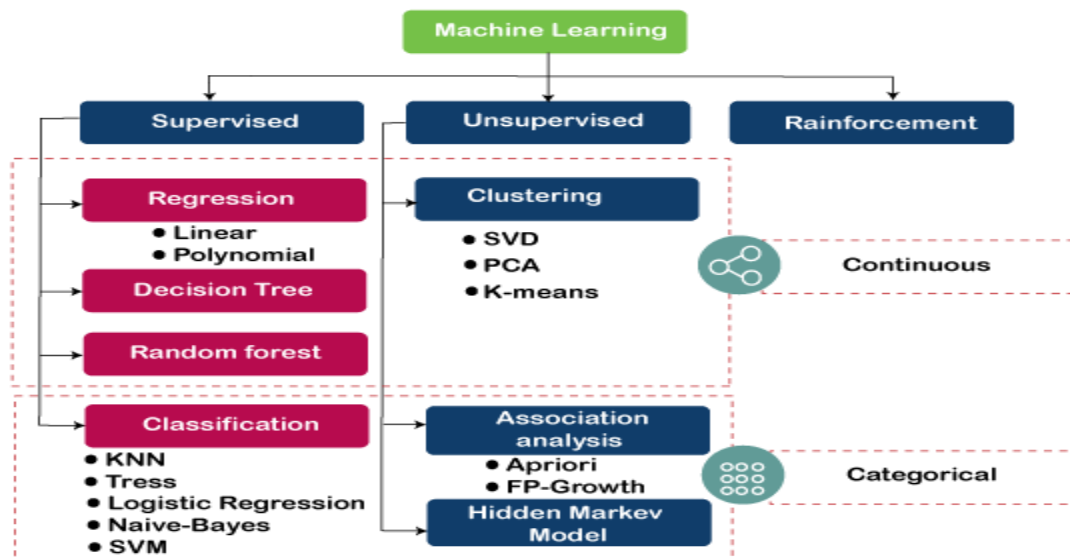 Machine Learning
Supervised
Unsupervised
Rainforcement
Regression
• Linear
• Polynomial
Decision Tree
Random forest
Clustering
• SVD
• PCA
• K-means
Continuous
Classification
• KNN
• Tress
• Logistic Regression
• Naive-Bayes
• SVM
Association
analysis
• Apriori
• FP-Growth
Hidden Markev
Model
Categorical